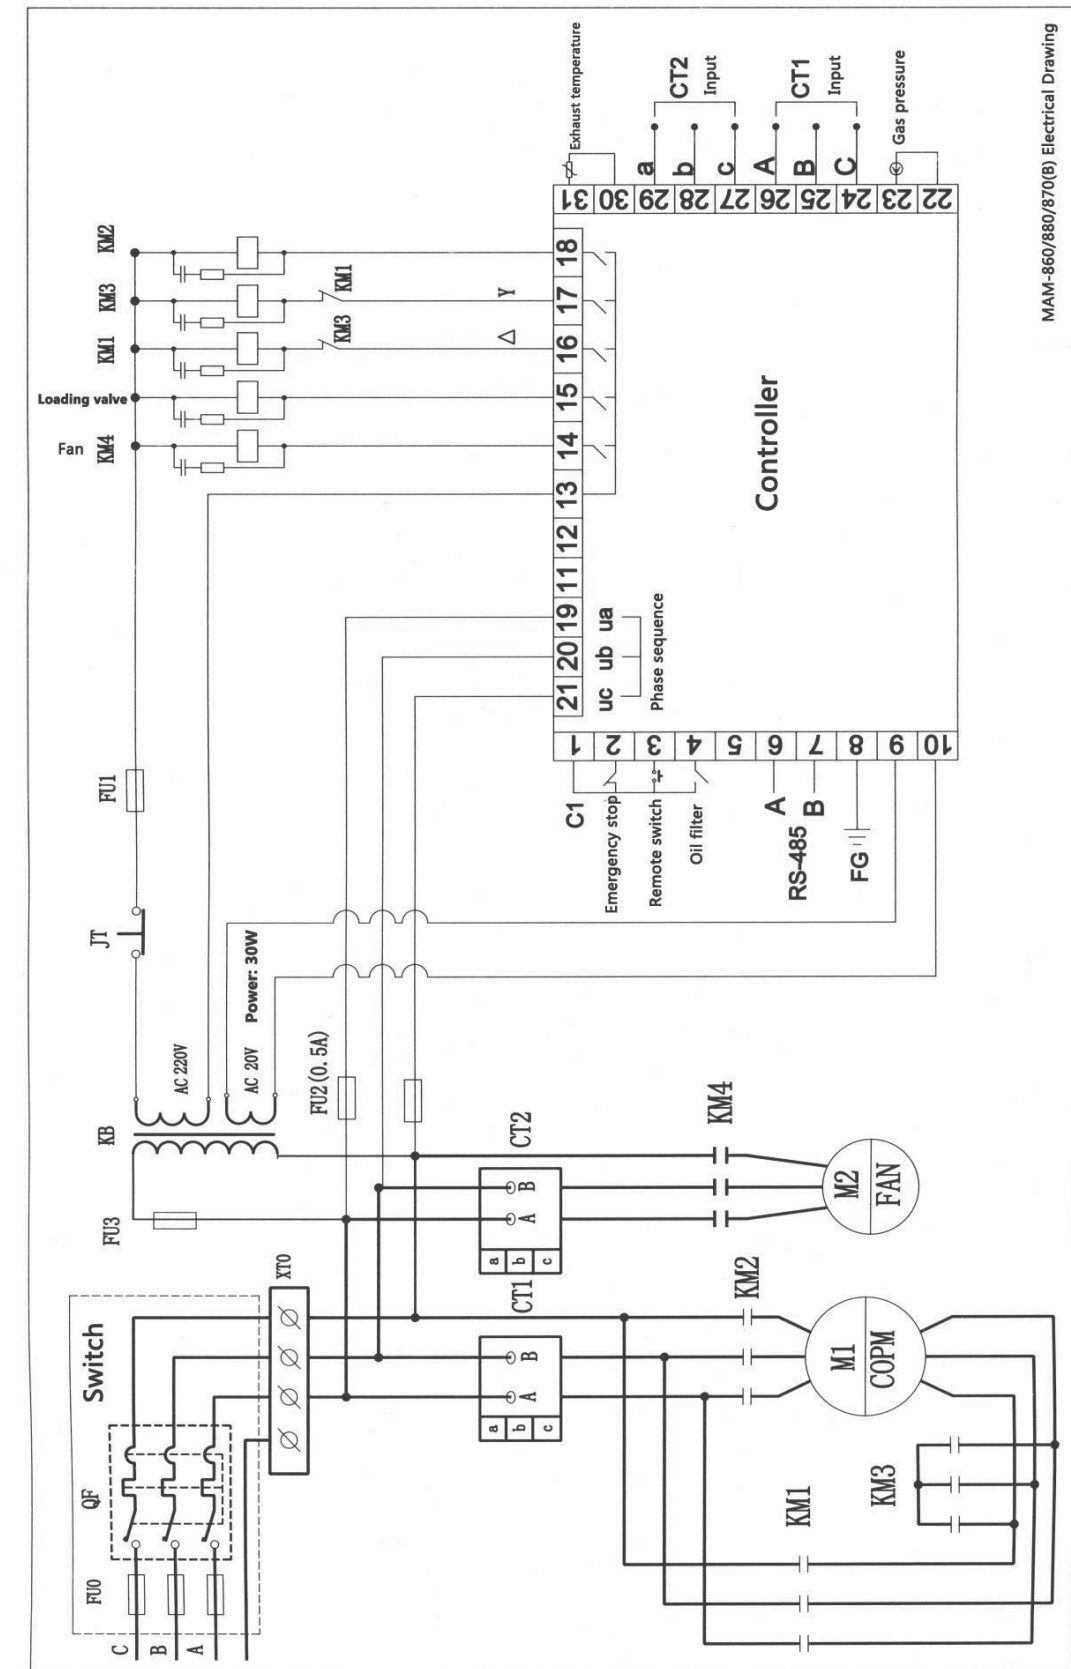 Switch
QF
FU0
C
B
A
XT0
FU3
KB
AC 220V
AC 20V
Power: 30W
JT
FU1
FU2(0. 5A)
Fan
KM4
Loading valve
KM1
KM3
KM2
KM3
KM1
△
Y
CT1
A
B
a
b
c
CT2
A
B
a
b
c
KM2
KM4
M1
COPM
M2
FAN
KM1
KM3
21
20
19
11
12
13
14
15
16
17
18
uc
ub
ua
Phase sequence
Controller
1
2
3
4
5
6
7
8
9
10
C1
Emergency stop
Remote switch
Oil filter
A
B
RS-485
FG
31
30
29
28
27
26
25
24
23
22
Exhaust temperature
a
b
c
CT2
Input
A
B
C
CT1
Input
Gas pressure
MAM-860/880/870(B) Electrical Drawing